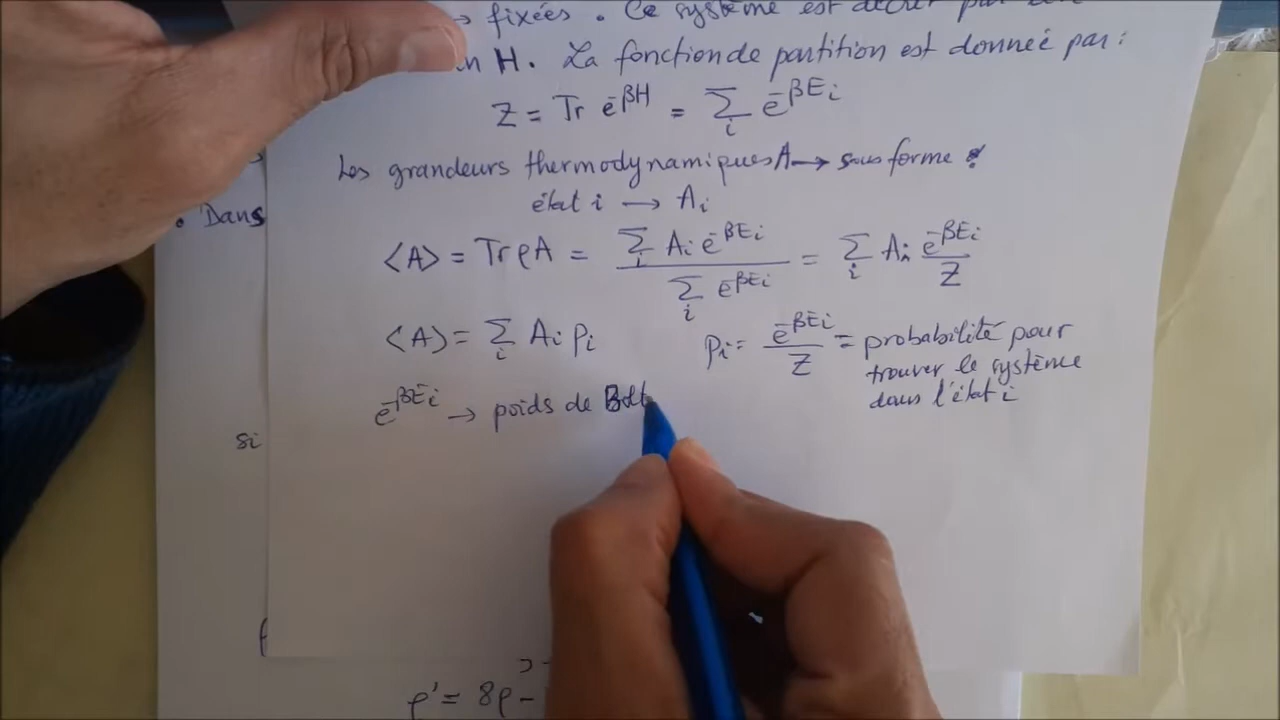 → fixées. Ce système est décrit par un
n H. La fonction de partition est donnée par :
Z = Tr e^-βH = Σ_i e^-βE_i
Les grandeurs thermodynamiques A → sous forme
état i → A_i
<A> = Tr ρA = Σ_i A_i e^-βE_i / Σ_i e^-βE_i = Σ_i A_i e^-βE_i / Z
<A> = Σ_i A_i p_i
p_i = e^-βE_i / Z = probabilité pour
trouver le système
dans l'état i
e^-βE_i → poids de Bolt
. Dans
si
ρ' = 8ρ -